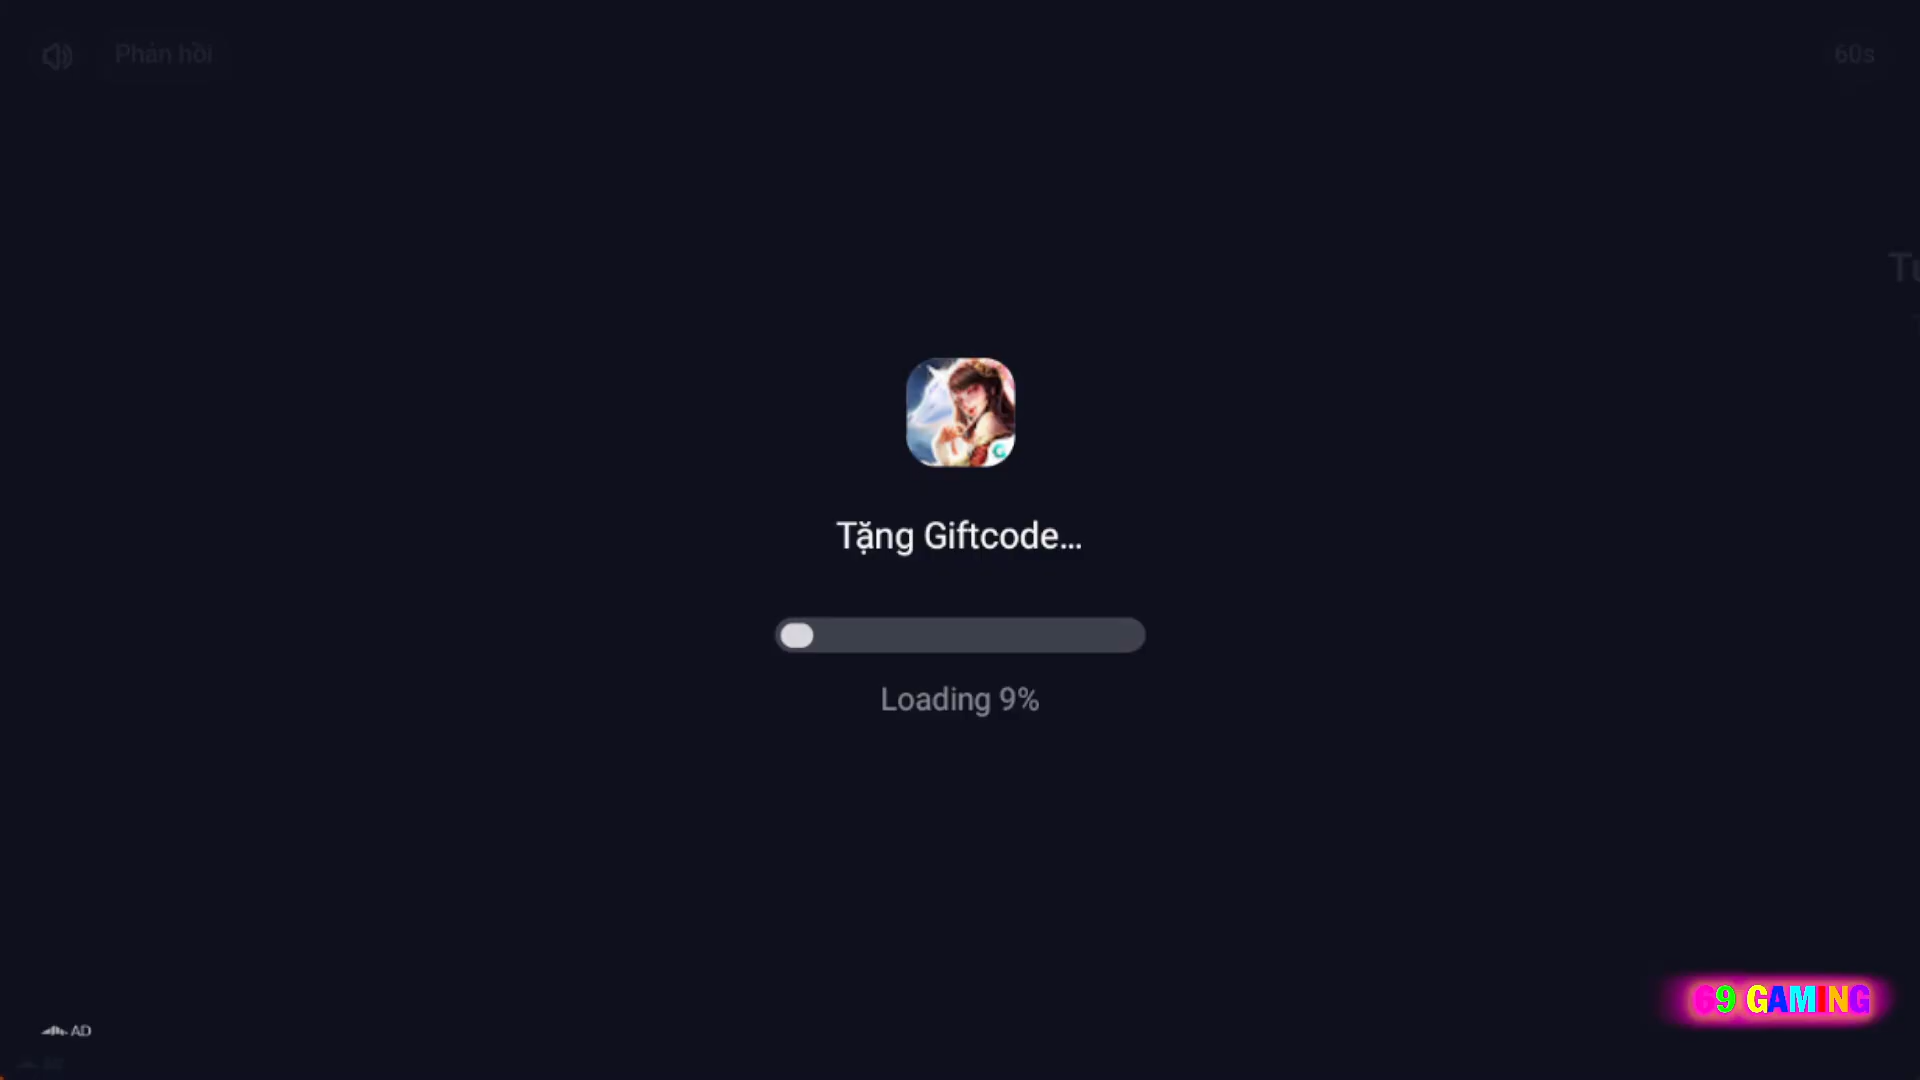 Phản hồi
60s
Tặng Giftcode...
Loading 9%
69 GAMING
AD